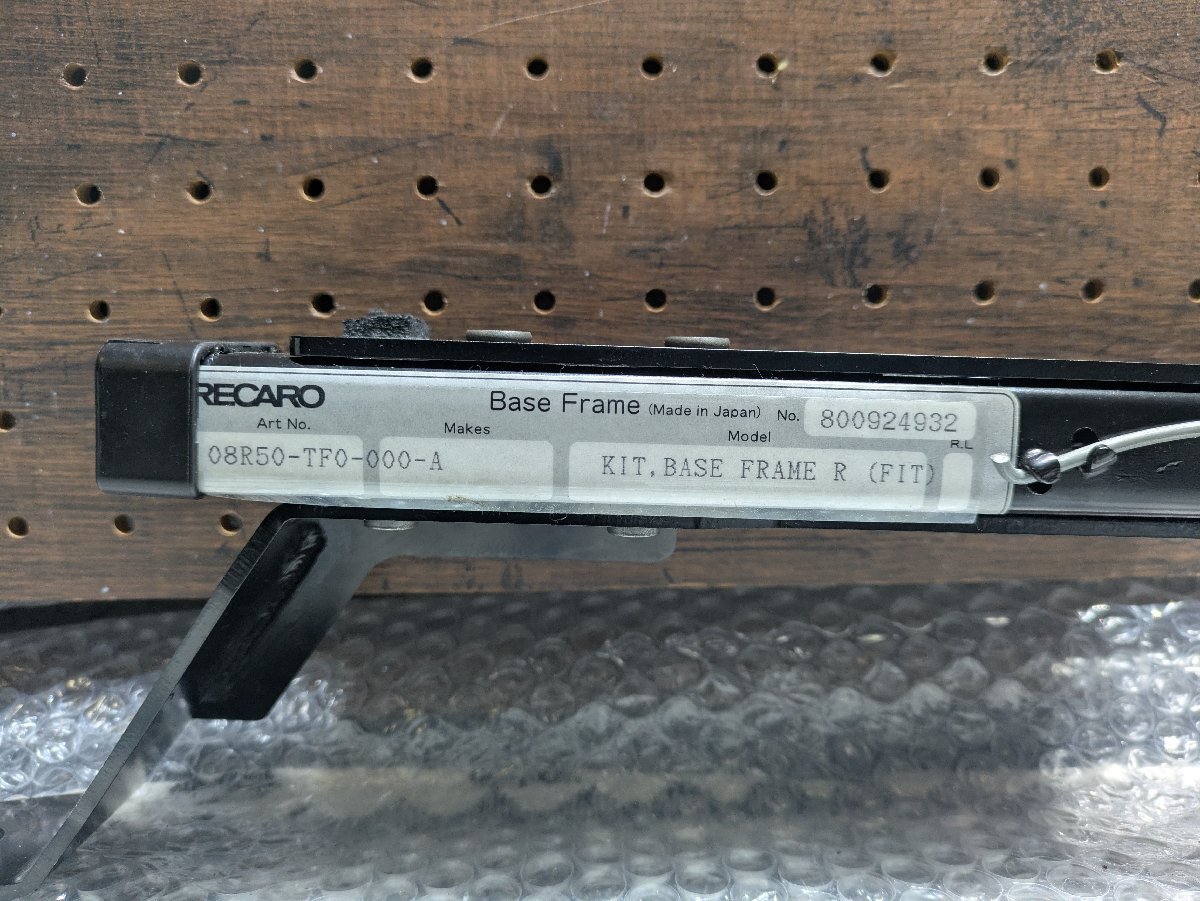 RECARO
Base Frame (Made in Japan) No. 800924932
Art No. Makes Model R.L
08R50-TF0-000-A KIT, BASE FRAME R (FIT)